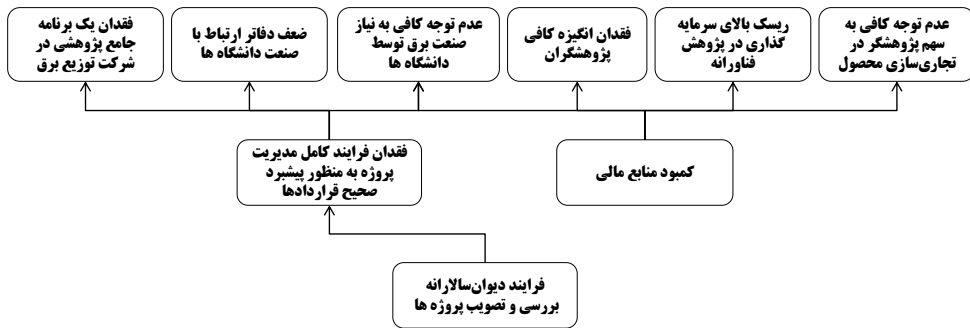 عدم توجه کافی به
سهم پژوهشگر در
تجاری‌سازی محصول
ریسک بالای سرمایه
گذاری در پژوهش
فناورانه
فقدان انگیزه کافی
پژوهشگران
عدم توجه کافی به نیاز
صنعت برق توسط
دانشگاه ها
ضعف دفاتر ارتباط با
صنعت دانشگاه ها
فقدان یک برنامه
جامع پژوهشی در
شرکت توزیع برق
کمبود منابع مالی
فقدان فرایند کامل مدیریت
پروژه به منظور پیشبرد
صحیح قراردادها
فرایند دیوان‌سالارانه
بررسی و تصویب پروژه ها